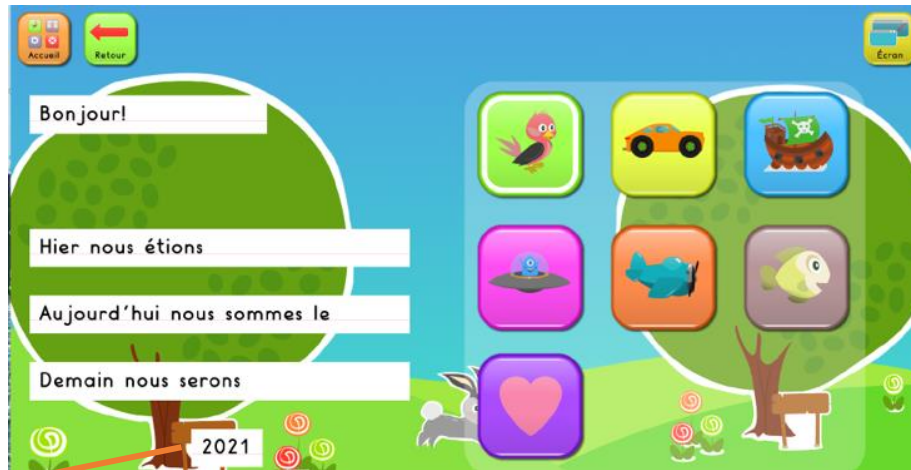 Accueil
Retour
Écran
Bonjour!
Hier nous étions
Aujourd'hui nous sommes le
Demain nous serons
2021